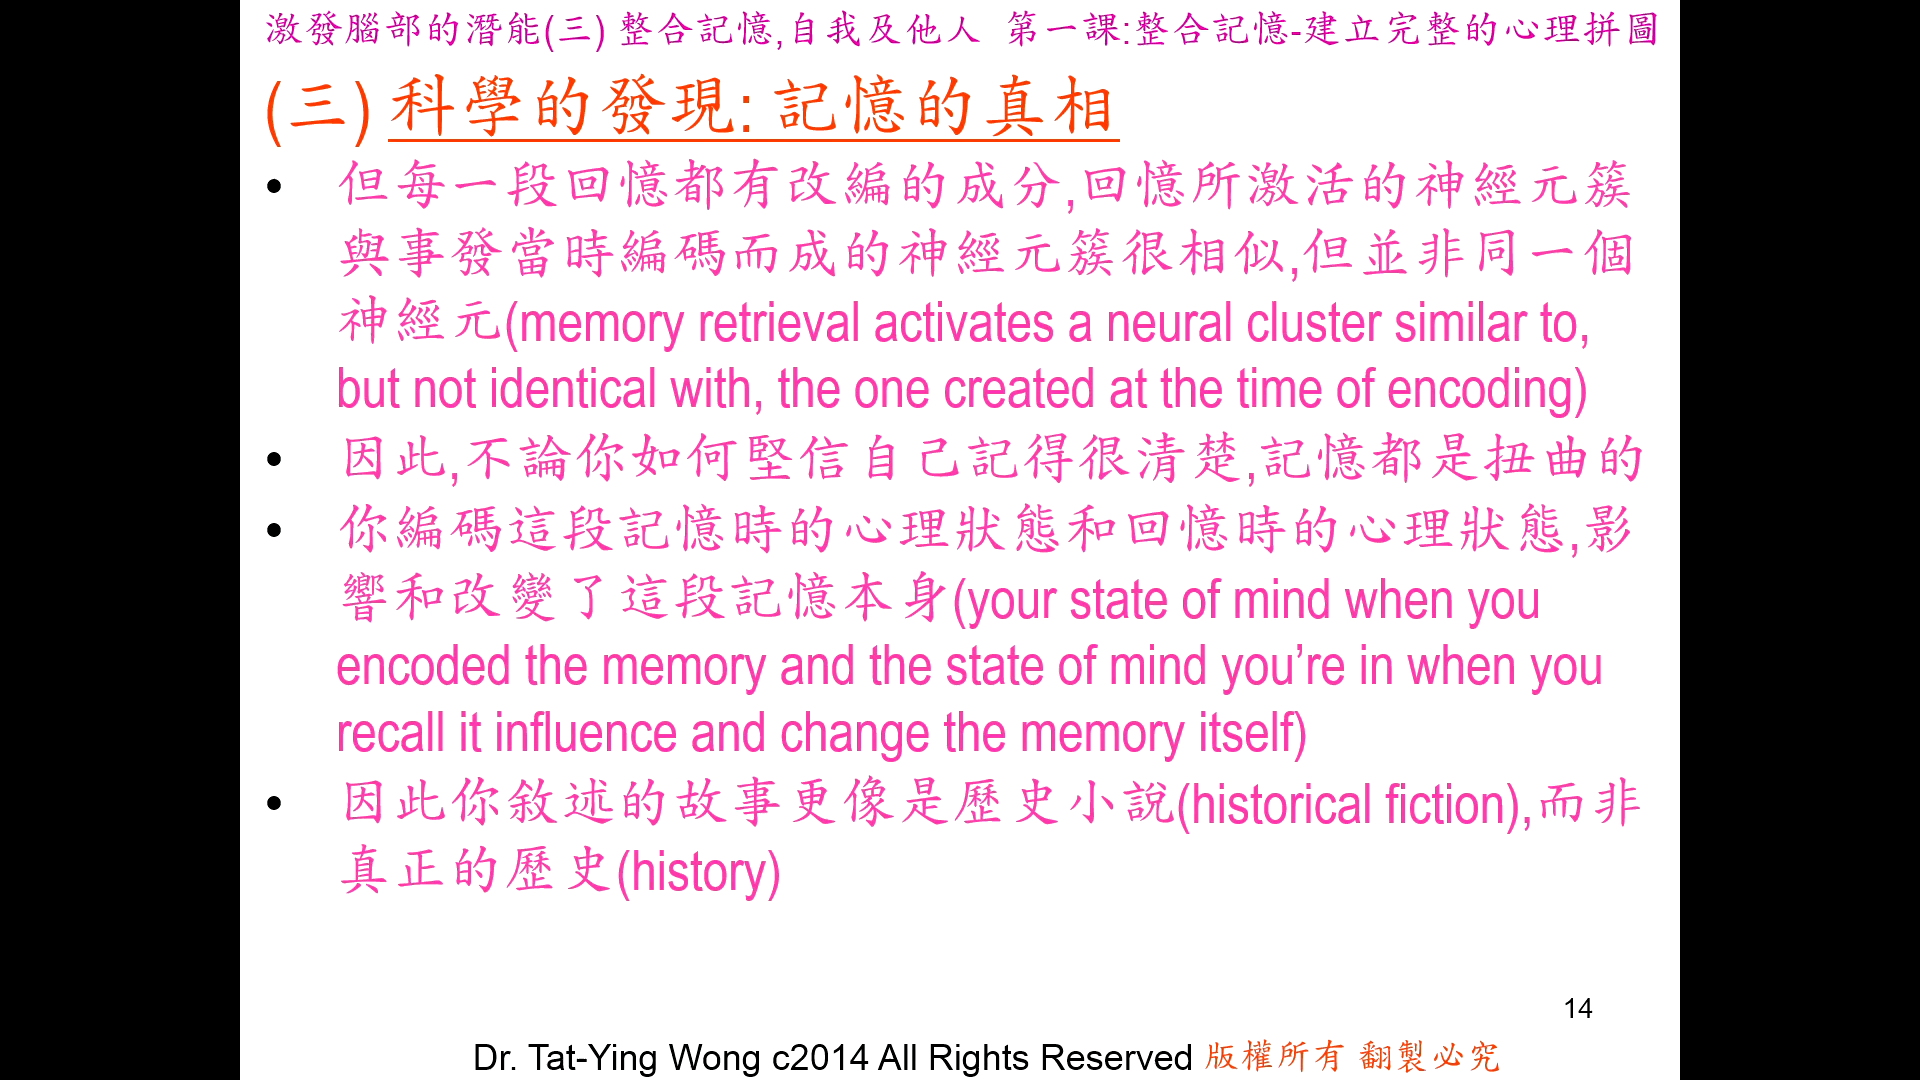 激發腦部的潛能(三) 整合記憶,自我及他人 第一課:整合記憶-建立完整的心理拼圖
(三) 科學的發現: 記憶的真相
• 但每一段回憶都有改編的成分,回憶所激活的神經元簇
與事發當時編碼而成的神經元簇很相似,但並非同一個
神經元(memory retrieval activates a neural cluster similar to,
but not identical with, the one created at the time of encoding)
• 因此,不論你如何堅信自己記得很清楚,記憶都是扭曲的
• 你編碼這段記憶時的心理狀態和回憶時的心理狀態,影
響和改變了這段記憶本身(your state of mind when you
encoded the memory and the state of mind you’re in when you
recall it influence and change the memory itself)
• 因此你敘述的故事更像是歷史小說(historical fiction),而非
真正的歷史(history)
14
Dr. Tat-Ying Wong c2014 All Rights Reserved 版權所有 翻製必究